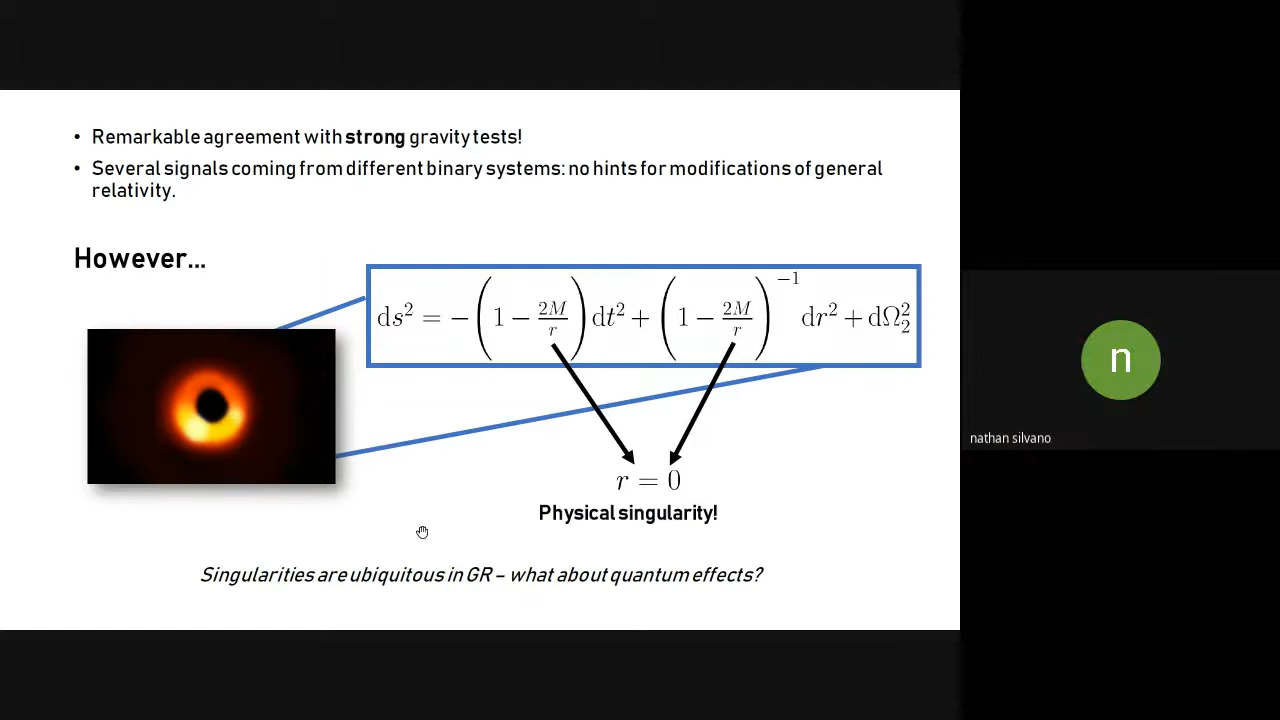 • Remarkable agreement with strong gravity tests!
• Several signals coming from different binary systems: no hints for modifications of general
relativity.
However...
ds² = −(1 − 2M/r)dt² + (1 − 2M/r)⁻¹ dr² + dΩ₂²
r = 0
Physical singularity!
Singularities are ubiquitous in GR – what about quantum effects?
n
nathan silvano